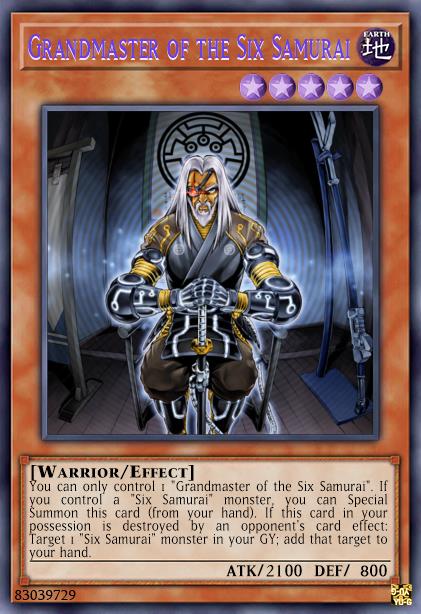 Grandmaster of the Six Samurai
EARTH
地
[Warrior/Effect]
You can only control 1 "Grandmaster of the Six Samurai". If
you control a "Six Samurai" monster, you can Special
Summon this card (from your hand). If this card in your
possession is destroyed by an opponent's card effect:
Target 1 "Six Samurai" monster in your GY; add that target to
your hand.
ATK/2100 DEF/ 800
83039729